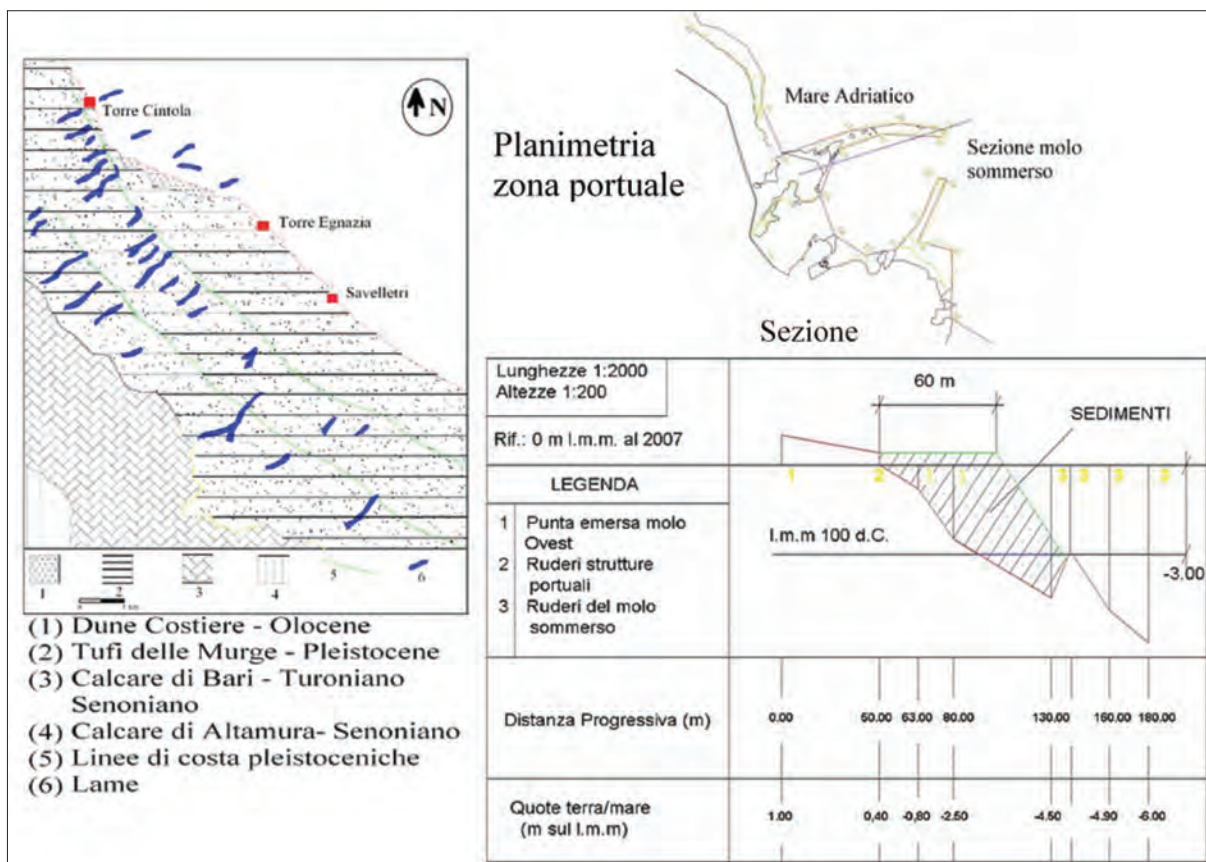 N
Torre Cintola
Torre Egnazia
Savelletri
1
2
3
4
5
6
(1) Dune Costiere - Olocene
(2) Tufi delle Murge - Pleistocene
(3) Calcare di Bari - Turoniano
Senoniano
(4) Calcare di Altamura- Senoniano
(5) Linee di costa pleistoceniche
(6) Lame
Planimetria
zona portuale
Mare Adriatico
Sezione molo
sommerso
Sezione
Lunghezze 1:2000
Altezze 1:200
Rif.: 0 m l.m.m. al 2007
60 m
SEDIMENTI
LEGENDA
1 Punta emersa molo
Ovest
2 Ruderi strutture
portuali
3 Ruderi del molo
sommerso
1 2 1 1 3 3 3 3
l.m.m 100 d.C.
-3.00
Distanza Progressiva (m)
0.00 50.00 63.00 80.00 130.00 160.00 180.00
Quote terra/mare
(m sul l.m.m)
1.00 0,40 -0,80 -2.50 -4.50 -4.90 -6.00